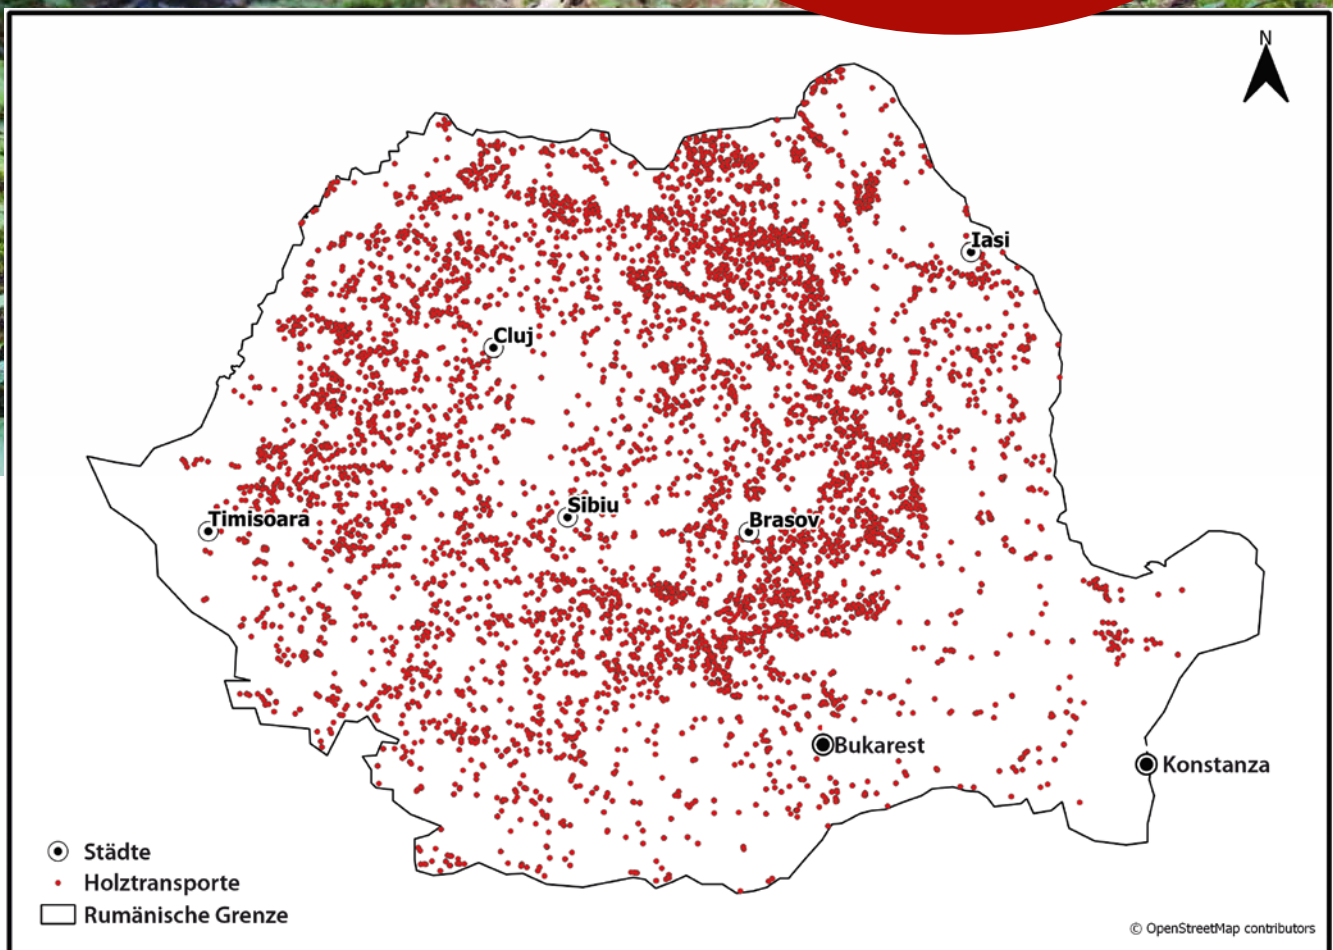 N
Iasi
Cluj
Sibiu
Timisoara
Brasov
Bukarest
Konstanza
Städte
Holztransporte
Rumänische Grenze
© OpenStreetMap contributors